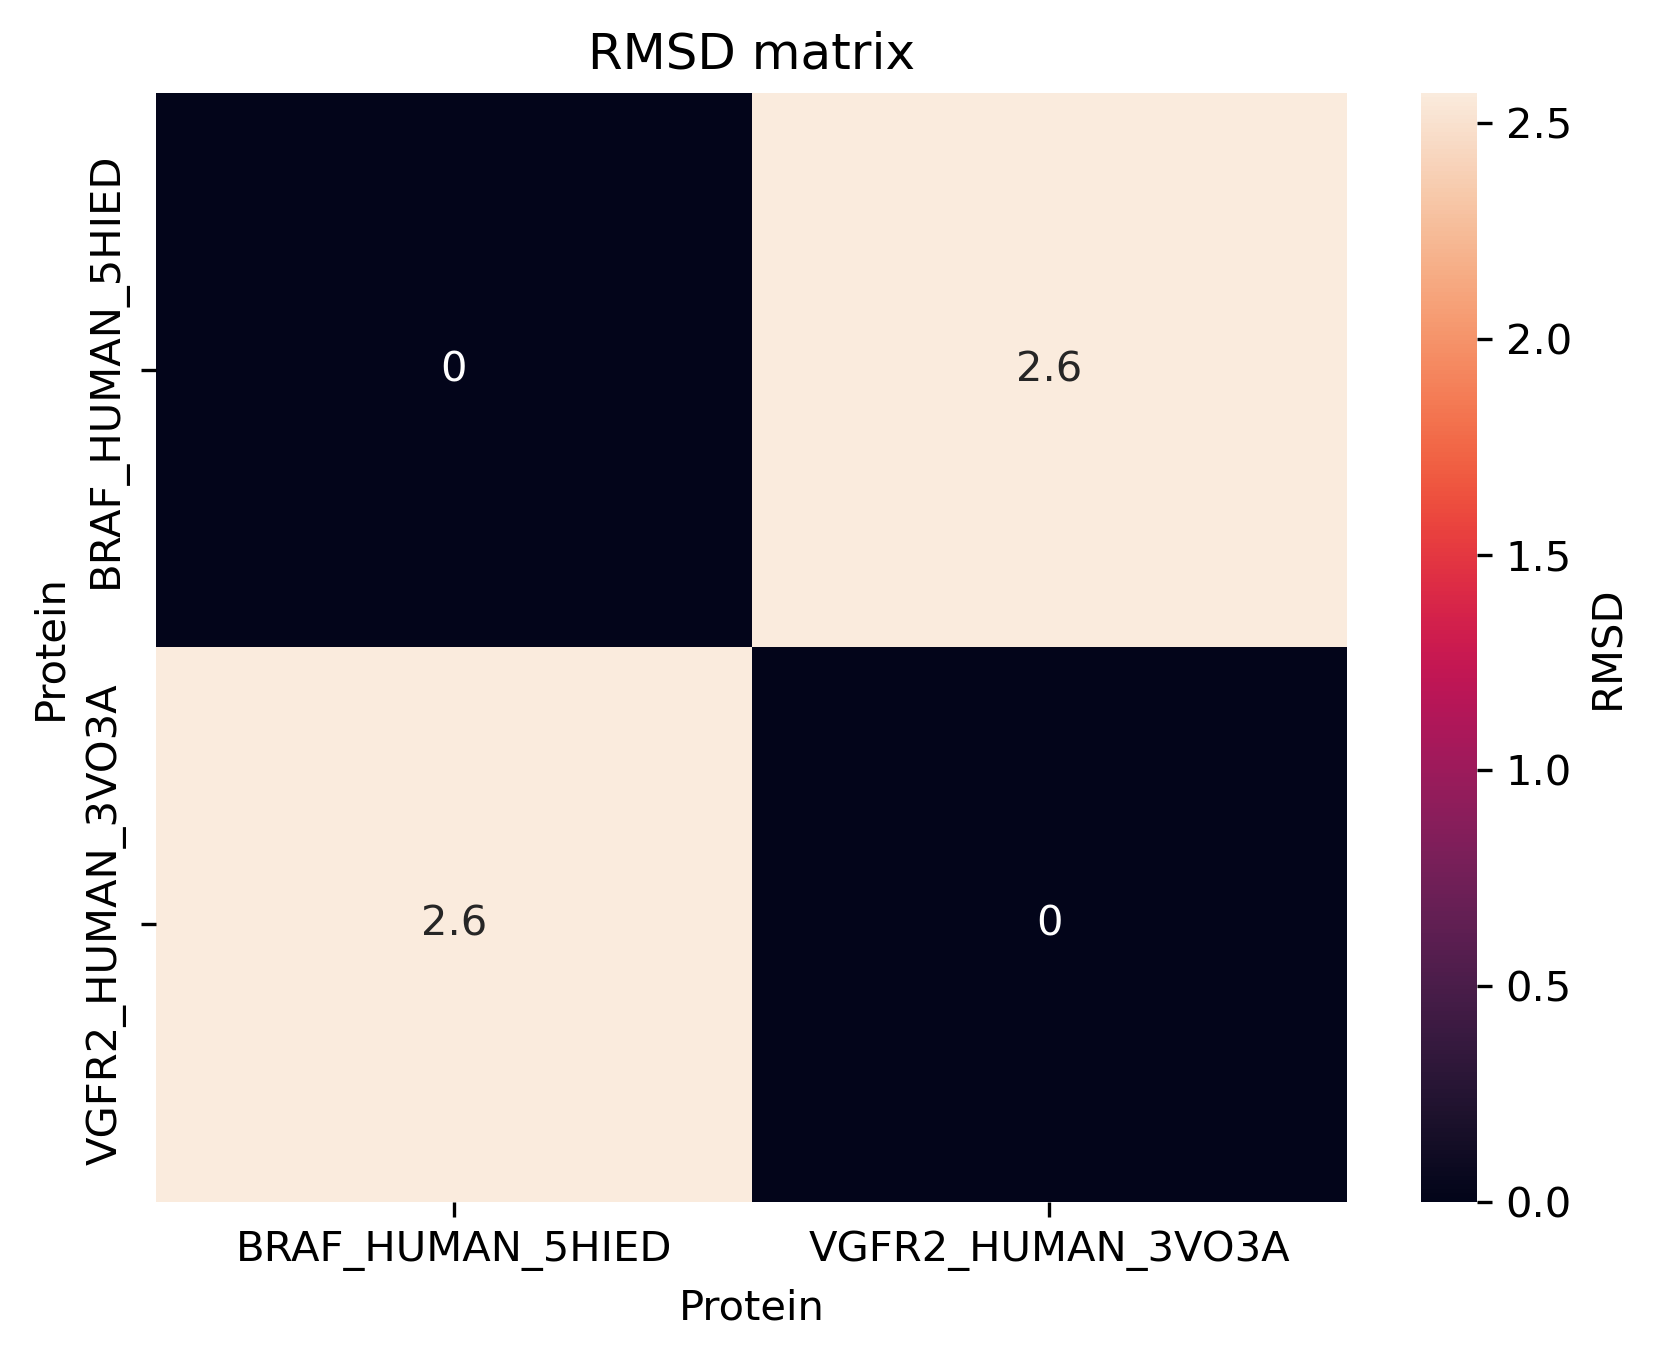 RMSD matrix
Protein
BRAF_HUMAN_5HIED
VGFR2_HUMAN_3VO3A
0
2.6
2.6
0
BRAF_HUMAN_5HIED
VGFR2_HUMAN_3VO3A
Protein
2.5
2.0
1.5
1.0
0.5
0.0
RMSD